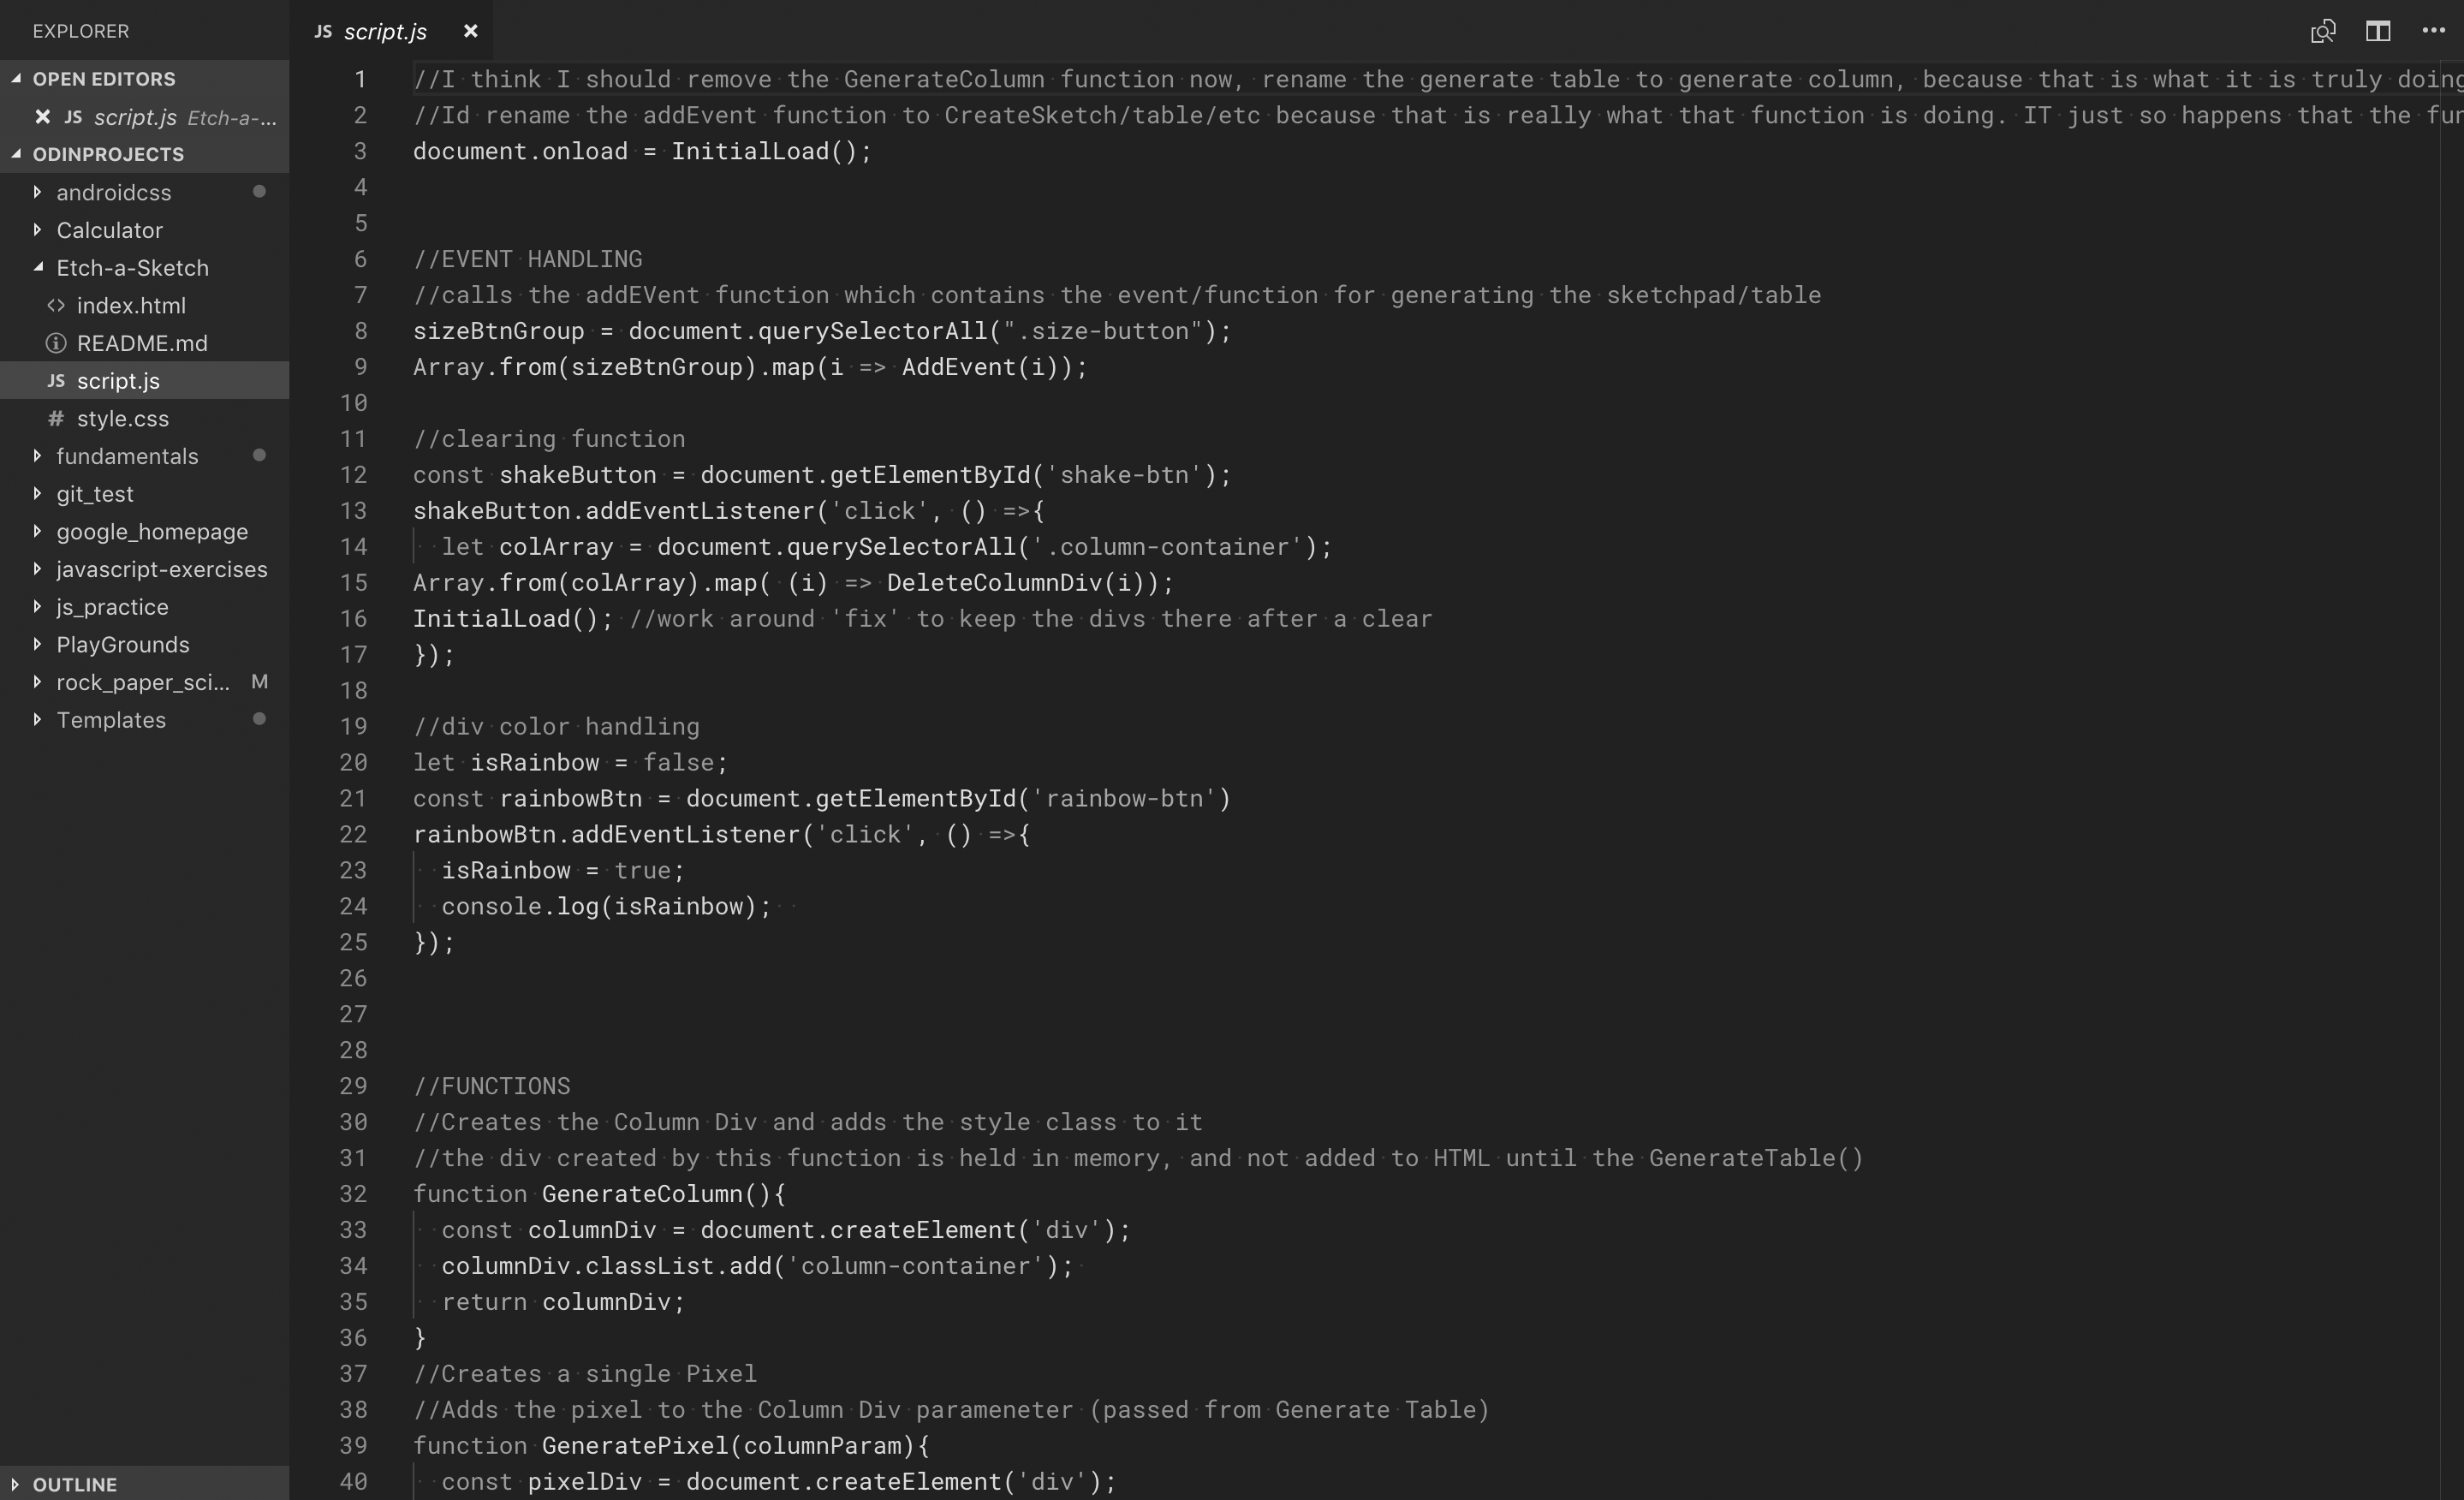 EXPLORER
OPEN EDITORS
JS script.js Etch-a-...
ODINPROJECTS
androidcss
Calculator
Etch-a-Sketch
<> index.html
README.md
JS script.js
# style.css
fundamentals
git_test
google_homepage
javascript-exercises
js_practice
PlayGrounds
rock_paper_sci... M
Templates
OUTLINE
JS script.js
1 //I think I should remove the GenerateColumn function now, rename the generate table to generate column, because that is what it is truly doing
2 //Id rename the addEvent function to CreateSketch/table/etc because that is really what that function is doing. IT just so happens that the fun
3 document.onload = InitialLoad();
4
5
6 //EVENT HANDLING
7 //calls the addEVent function which contains the event/function for generating the sketchpad/table
8 sizeBtnGroup = document.querySelectorAll(".size-button");
9 Array.from(sizeBtnGroup).map(i => AddEvent(i));
10
11 //clearing function
12 const shakeButton = document.getElementById('shake-btn');
13 shakeButton.addEventListener('click', () =>{
14 let colArray = document.querySelectorAll('.column-container');
15 Array.from(colArray).map( (i) => DeleteColumnDiv(i));
16 InitialLoad(); //work around 'fix' to keep the divs there after a clear
17 });
18
19 //div color handling
20 let isRainbow = false;
21 const rainbowBtn = document.getElementById('rainbow-btn')
22 rainbowBtn.addEventListener('click', () =>{
23 isRainbow = true;
24 console.log(isRainbow);
25 });
26
27
28
29 //FUNCTIONS
30 //Creates the Column Div and adds the style class to it
31 //the div created by this function is held in memory, and not added to HTML until the GenerateTable()
32 function GenerateColumn(){
33 const columnDiv = document.createElement('div');
34 columnDiv.classList.add('column-container');
35 return columnDiv;
36 }
37 //Creates a single Pixel
38 //Adds the pixel to the Column Div parameneter (passed from Generate Table)
39 function GeneratePixel(columnParam){
40 const pixelDiv = document.createElement('div');